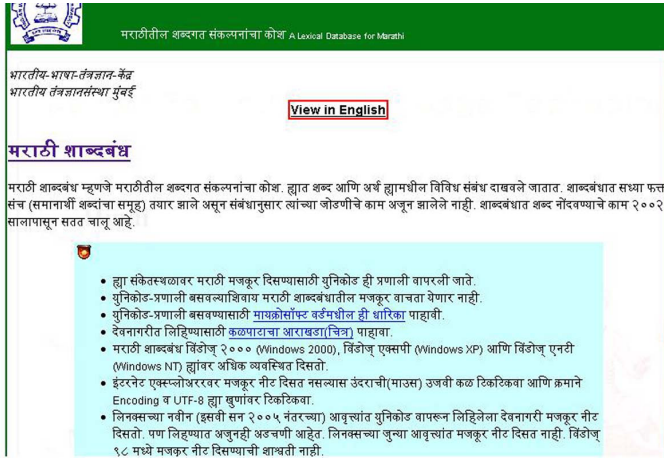 मराठीतील शब्दगत संकल्पनांचा कोश A Lexical Database for Marathi
भारतीय-भाषा-तंत्रज्ञान-केंद्र
भारतीय तंत्रज्ञानसंस्था मुंबई
View in English
मराठी शाब्दबंध
मराठी शाब्दबंध म्हणजे मराठीतील शब्दगत संकल्पनांचा कोश. ह्यात शब्द आणि अर्थ ह्यामधील विविध संबंध दाखवले जातात. शाब्दबंधात सध्या फक्त
संच (समानार्थी शब्दांचा समूह) तयार झाले असून संबंधानुसार त्यांच्या जोडणीचे काम अजून झालेले नाही. शाब्दबंधात शब्द नोंदवण्याचे काम २००२
सालापासून सतत चालू आहे.
ह्या संकेतस्थळावर मराठी मजकूर दिसण्यासाठी युनिकोड ही प्रणाली वापरली जाते.
युनिकोड-प्रणाली बसवल्याशिवाय मराठी शाब्दबंधातील मजकूर वाचता येणार नाही.
युनिकोड-प्रणाली बसवण्यासाठी मायक्रोसॉफ्ट वर्डमधील ही धारिका पाहावी.
देवनागरीत लिहिण्यासाठी कळपाटाचा आराखडा(चित्र) पाहावा.
मराठी शाब्दबंध विंडोज् २००० (Windows 2000), विंडोज् एक्सपी (Windows XP) आणि विंडोज् एनटी
(Windows NT) ह्यांवर अधिक व्यवस्थित दिसतो.
इंटरनेट एक्स्प्लोअररवर मजकूर नीट दिसत नसल्यास उंदराची(माउस) उजवी कळ टिकटिकवा आणि क्रमाने
Encoding व UTF-8 ह्या खुणांवर टिकटिकवा.
लिनक्सच्या नवीन (इसवी सन २००५ नंतरच्या) आवृत्त्यांत युनिकोड वापरून लिहिलेला देवनागरी मजकूर नीट
दिसतो. पण लिहण्यात अजुनही अडचणी आहेत. लिनक्सच्या जुन्या आवृत्त्यांत मजकूर नीट दिसत नाही. विंडोज्
९८ मध्ये मजकूर नीट दिसण्याची शाश्वती नाही.